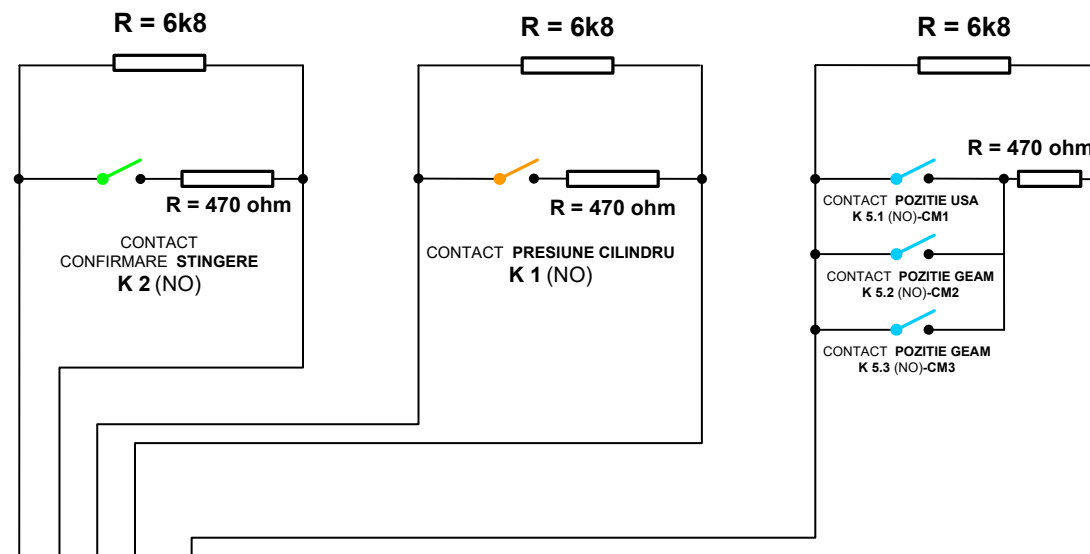 R = 6k8
R = 470 ohm
CONTACT
CONFIRMARE STINGERE
K 2 (NO)
R = 6k8
R = 470 ohm
CONTACT PRESIUNE CILINDRU
K 1 (NO)
R = 6k8
R = 470 ohm
CONTACT POZITIE USA
K 5.1 (NO)-CM1
CONTACT POZITIE GEAM
K 5.2 (NO)-CM2
CONTACT POZITIE GEAM
K 5.3 (NO)-CM3